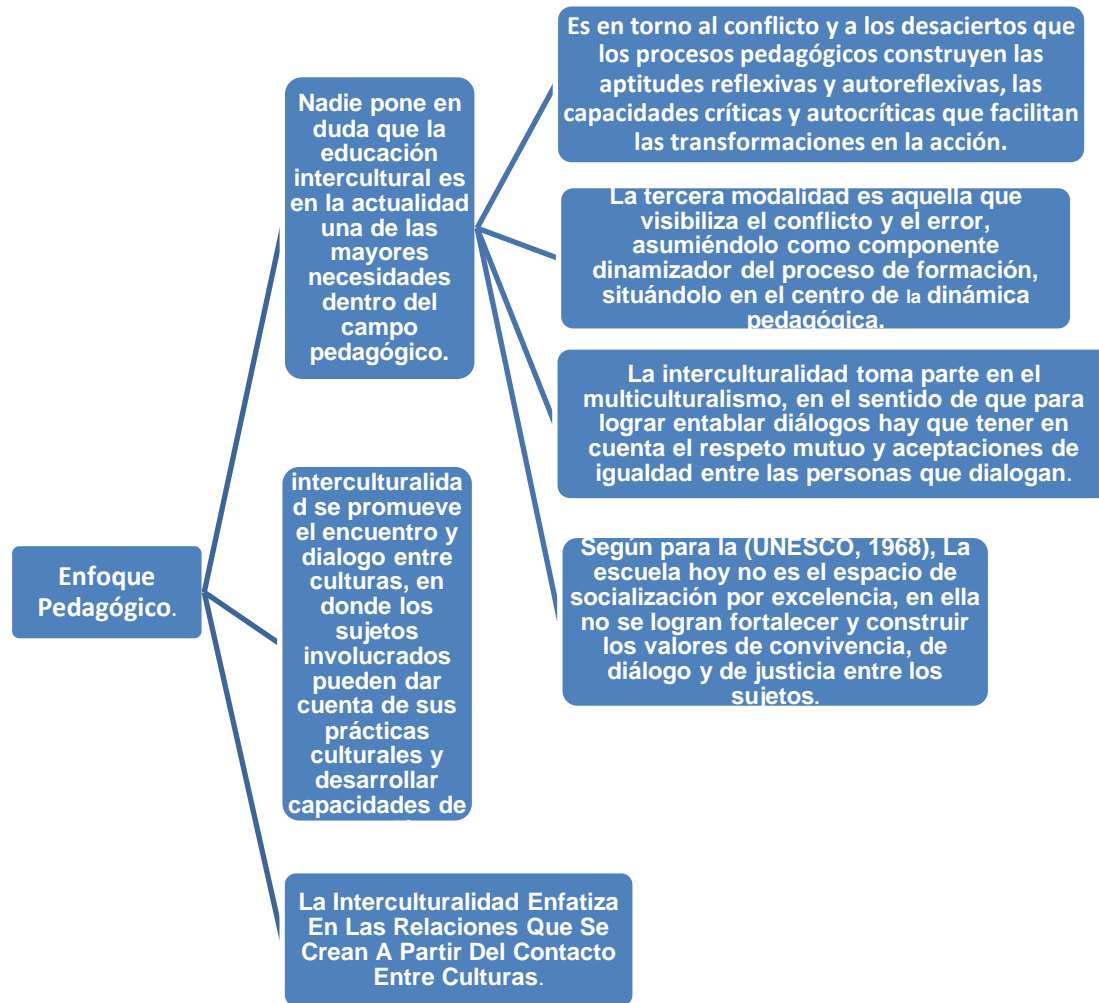 Enfoque
Pedagógico.
Nadie pone en
duda que la
educación
intercultural es
en la actualidad
una de las
mayores
necesidades
dentro del
campo
pedagógico.
Es en torno al conflicto y a los desaciertos que
los procesos pedagógicos construyen las
aptitudes reflexivas y autoreflexivas, las
capacidades críticas y autocríticas que facilitan
las transformaciones en la acción.
La tercera modalidad es aquella que
visibiliza el conflicto y el error,
asumiéndolo como componente
dinamizador del proceso de formación,
situándolo en el centro de la dinámica
pedagógica.
La interculturalidad toma parte en el
multiculturalismo, en el sentido de que para
lograr entablar diálogos hay que tener en
cuenta el respeto mutuo y aceptaciones de
igualdad entre las personas que dialogan.
Según para la (UNESCO, 1968), La
escuela hoy no es el espacio de
socialización por excelencia, en ella
no se logran fortalecer y construir
los valores de convivencia, de
diálogo y de justicia entre los
sujetos.
interculturalida
d se promueve
el encuentro y
dialogo entre
culturas, en
donde los
sujetos
involucrados
pueden dar
cuenta de sus
prácticas
culturales y
desarrollar
capacidades de
La Interculturalidad Enfatiza
En Las Relaciones Que Se
Crean A Partir Del Contacto
Entre Culturas.